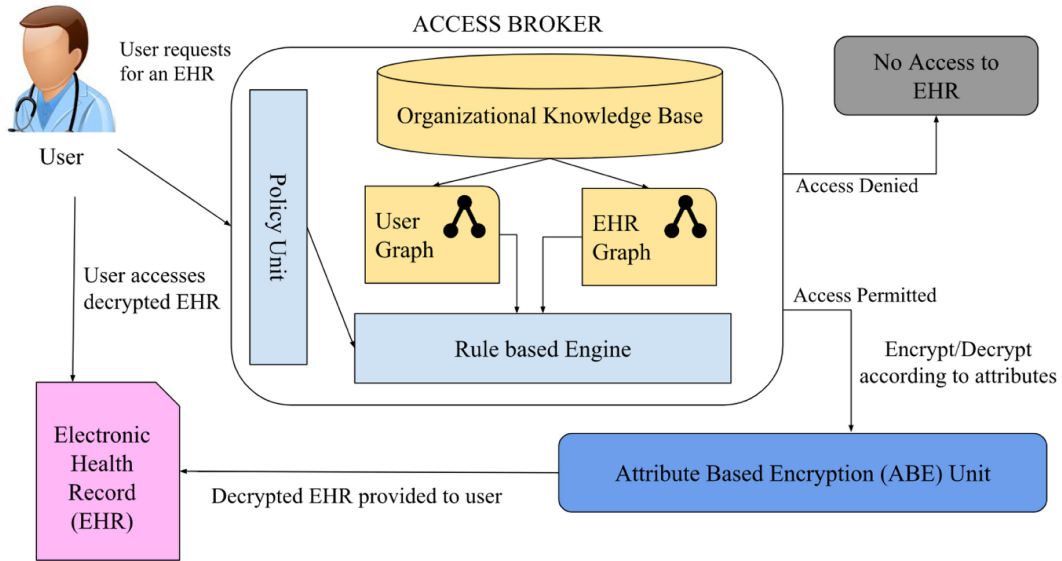 ACCESS BROKER
User requests
for an EHR
User
Organizational Knowledge Base
Policy Unit
User
Graph
EHR
Graph
Rule based Engine
No Access to
EHR
Access Denied
Access Permitted
User accesses
decrypted EHR
Encrypt/Decrypt
according to attributes
Electronic
Health
Record
(EHR)
Decrypted EHR provided to user
Attribute Based Encryption (ABE) Unit